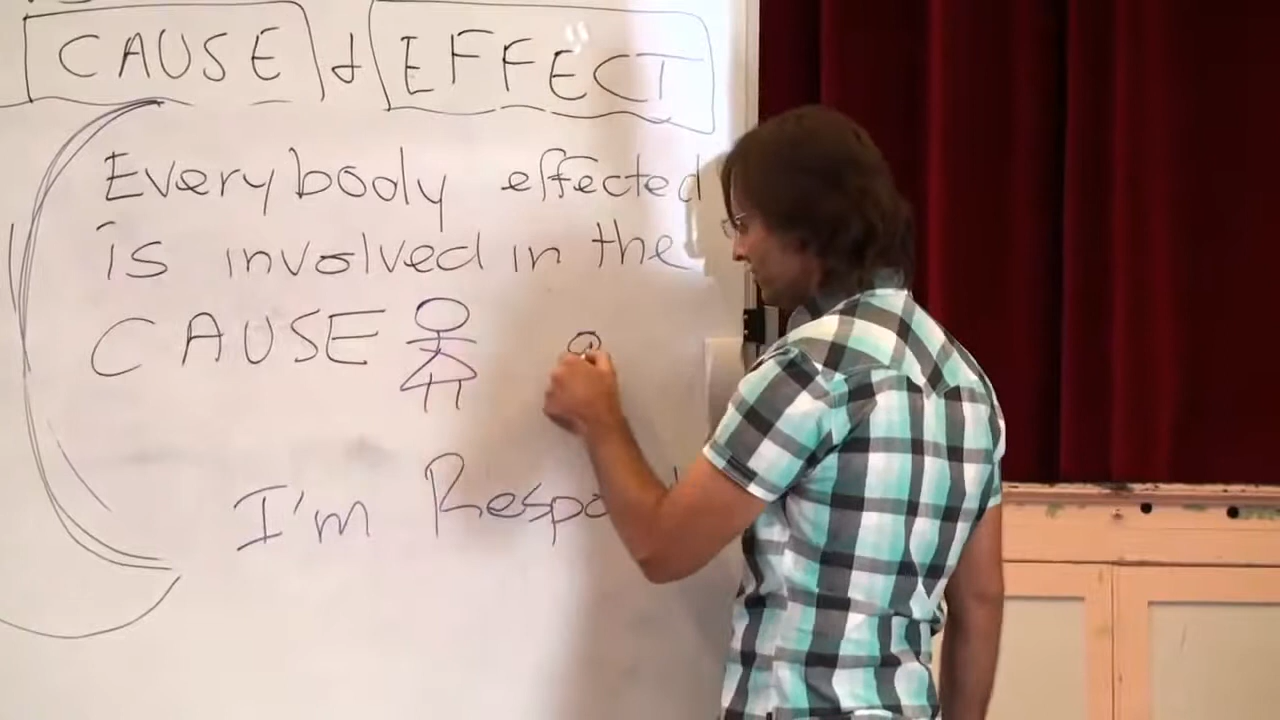 CAUSE & EFFECT
Everybody effected
is involved in the
CAUSE
I'm Respo